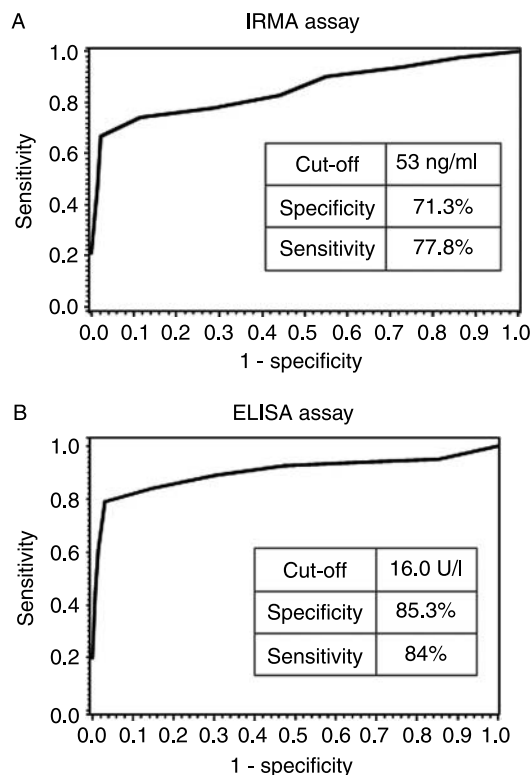 A
IRMA assay
1.0
0.8
0.6
0.4
0.2
0.0
Sensitivity
Cut-off 53 ng/ml
Specificity 71.3%
Sensitivity 77.8%
0.0 0.1 0.2 0.3 0.4 0.5 0.6 0.7 0.8 0.9 1.0
1 - specificity
B
ELISA assay
1.0
0.8
0.6
0.4
0.2
0.0
Sensitivity
Cut-off 16.0 U/l
Specificity 85.3%
Sensitivity 84%
0.0 0.1 0.2 0.3 0.4 0.5 0.6 0.7 0.8 0.9 1.0
1 - specificity